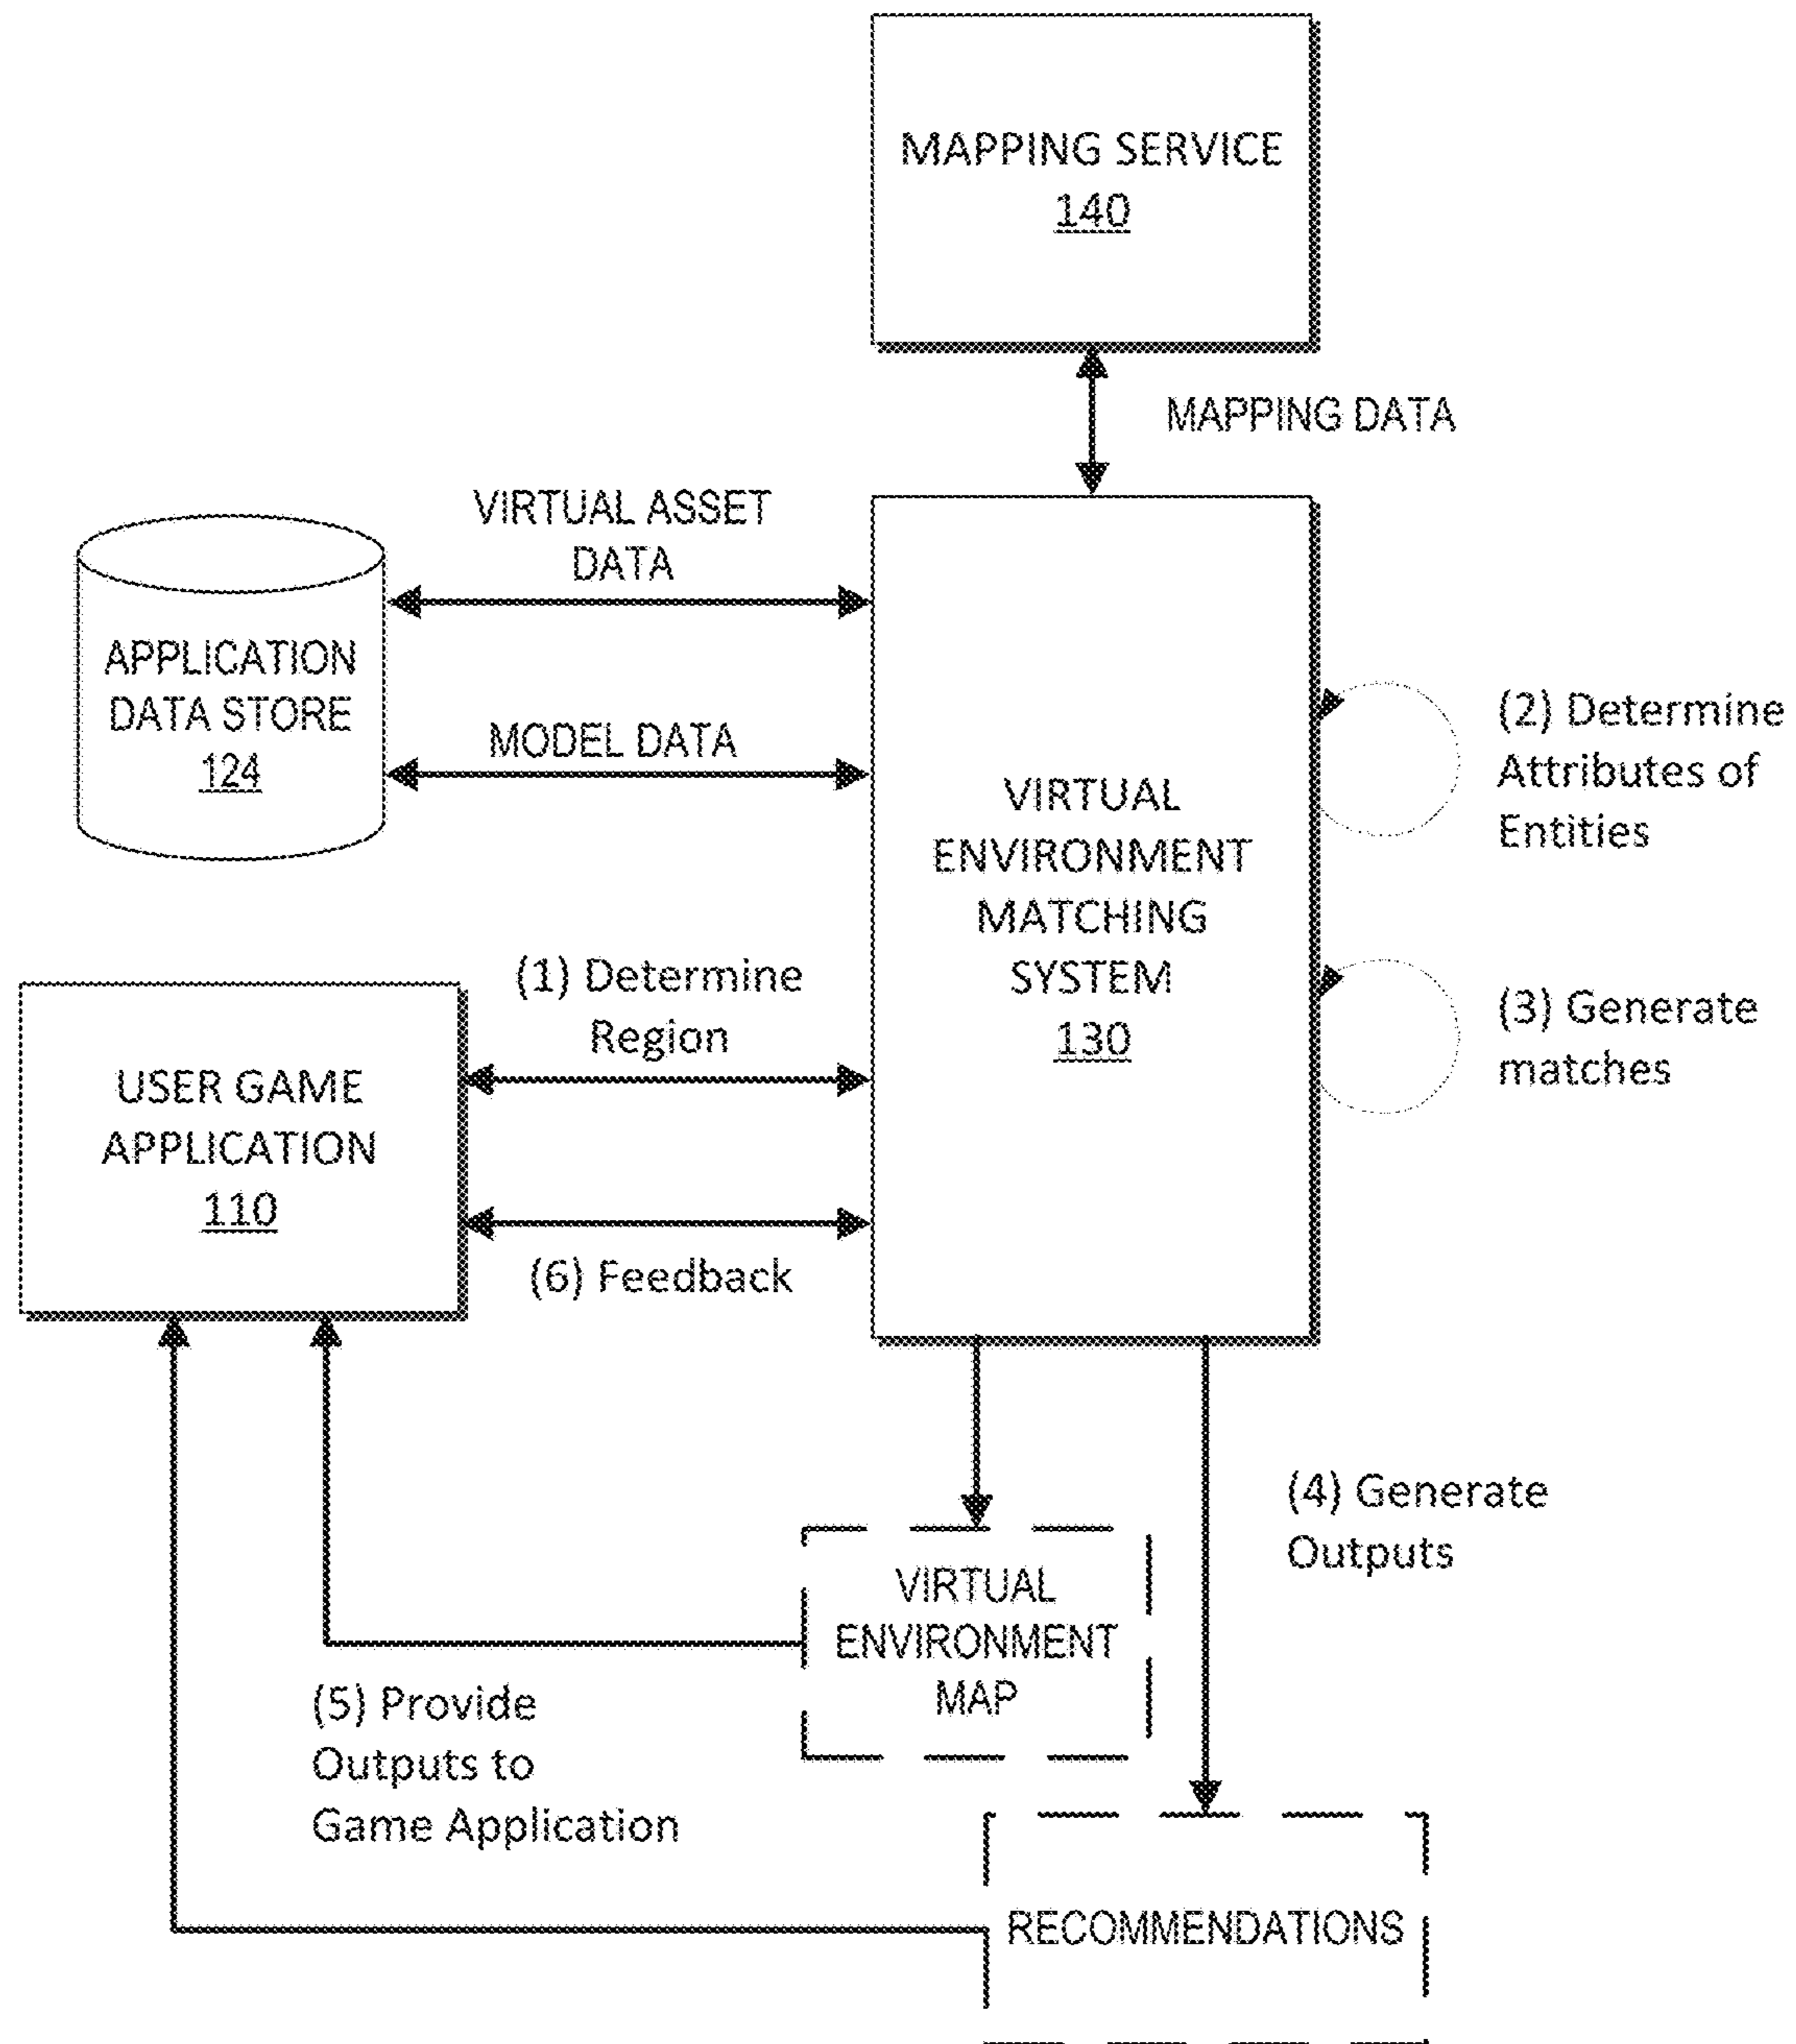 MAPPING SERVICE
140
MAPPING DATA
VIRTUAL ASSET
DATA
APPLICATION
DATA STORE
124
MODEL DATA
VIRTUAL
ENVIRONMENT
MATCHING
SYSTEM
130
(2) Determine
Attributes of
Entities
(3) Generate
matches
(1) Determine
Region
USER GAME
APPLICATION
110
(6) Feedback
(4) Generate
Outputs
VIRTUAL
ENVIRONMENT
MAP
(5) Provide
Outputs to
Game Application
RECOMMENDATIONS